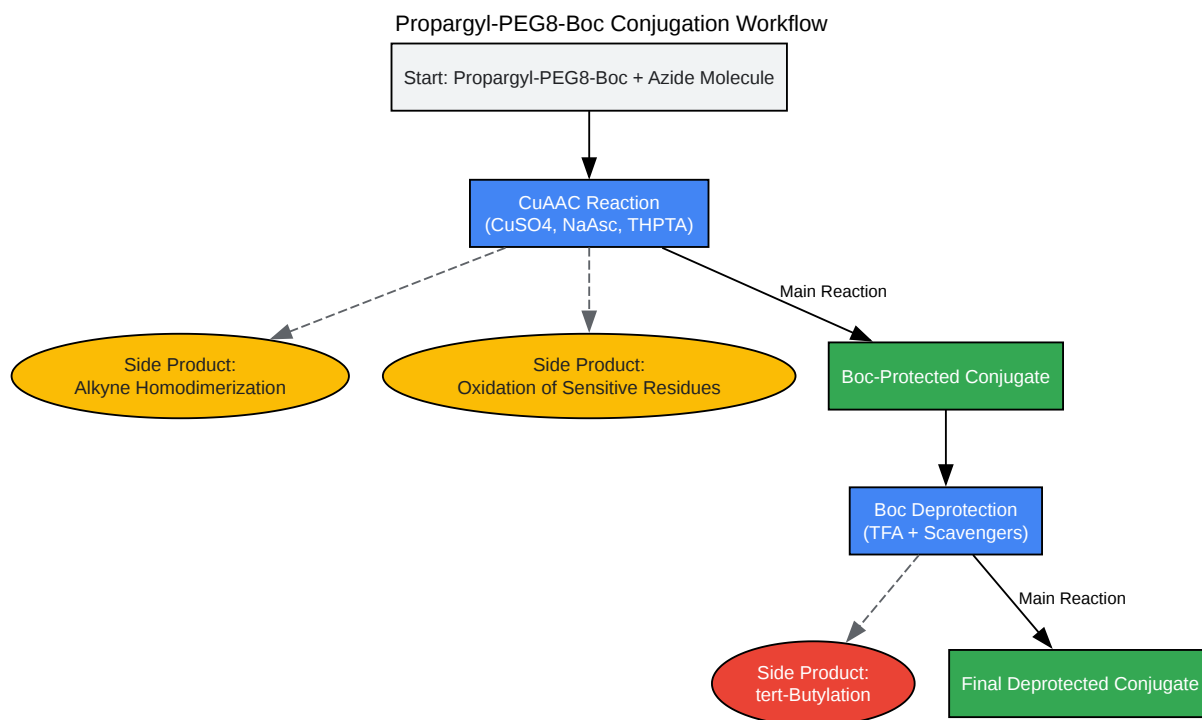 Propargyl-PEG8-Boc Conjugation Workflow
Start: Propargyl-PEG8-Boc + Azide Molecule
CuAAC Reaction
(CuSO4, NaAsc, THPTA)
Main Reaction
Side Product:
Alkyne Homodimerization
Side Product:
Oxidation of Sensitive Residues
Boc-Protected Conjugate
Boc Deprotection
(TFA + Scavengers)
Main Reaction
Side Product:
tert-Butylation
Final Deprotected Conjugate